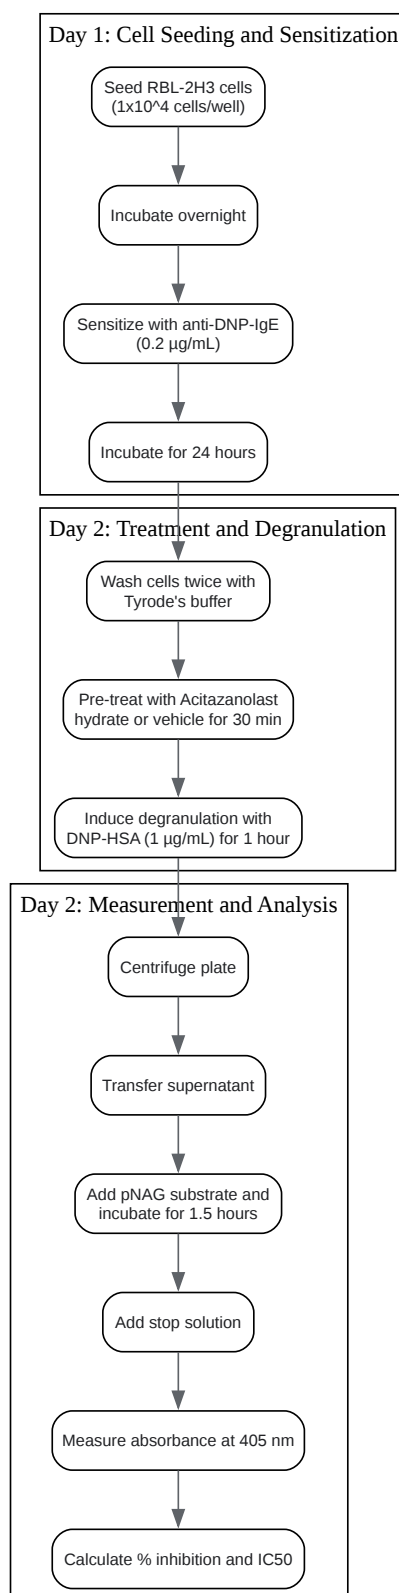 Day 1: Cell Seeding and Sensitization
Seed RBL-2H3 cells
(1x10^4 cells/well)
Incubate overnight
Sensitize with anti-DNP-IgE
(0.2 µg/mL)
Incubate for 24 hours
Day 2: Treatment and Degranulation
Wash cells twice with
Tyrode's buffer
Pre-treat with Acitazanolast
hydrate or vehicle for 30 min
Induce degranulation with
DNP-HSA (1 µg/mL) for 1 hour
Day 2: Measurement and Analysis
Centrifuge plate
Transfer supernatant
Add pNAG substrate and
incubate for 1.5 hours
Add stop solution
Measure absorbance at 405 nm
Calculate % inhibition and IC50